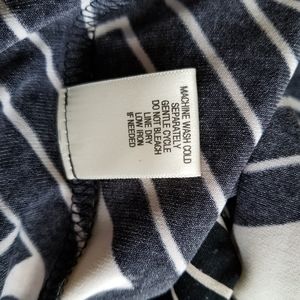 MACHINE WASH COLD
SEPARATELY
GENTLE CYCLE
DO NOT BLEACH
LINE DRY
LOW IRON
IF NEEDED